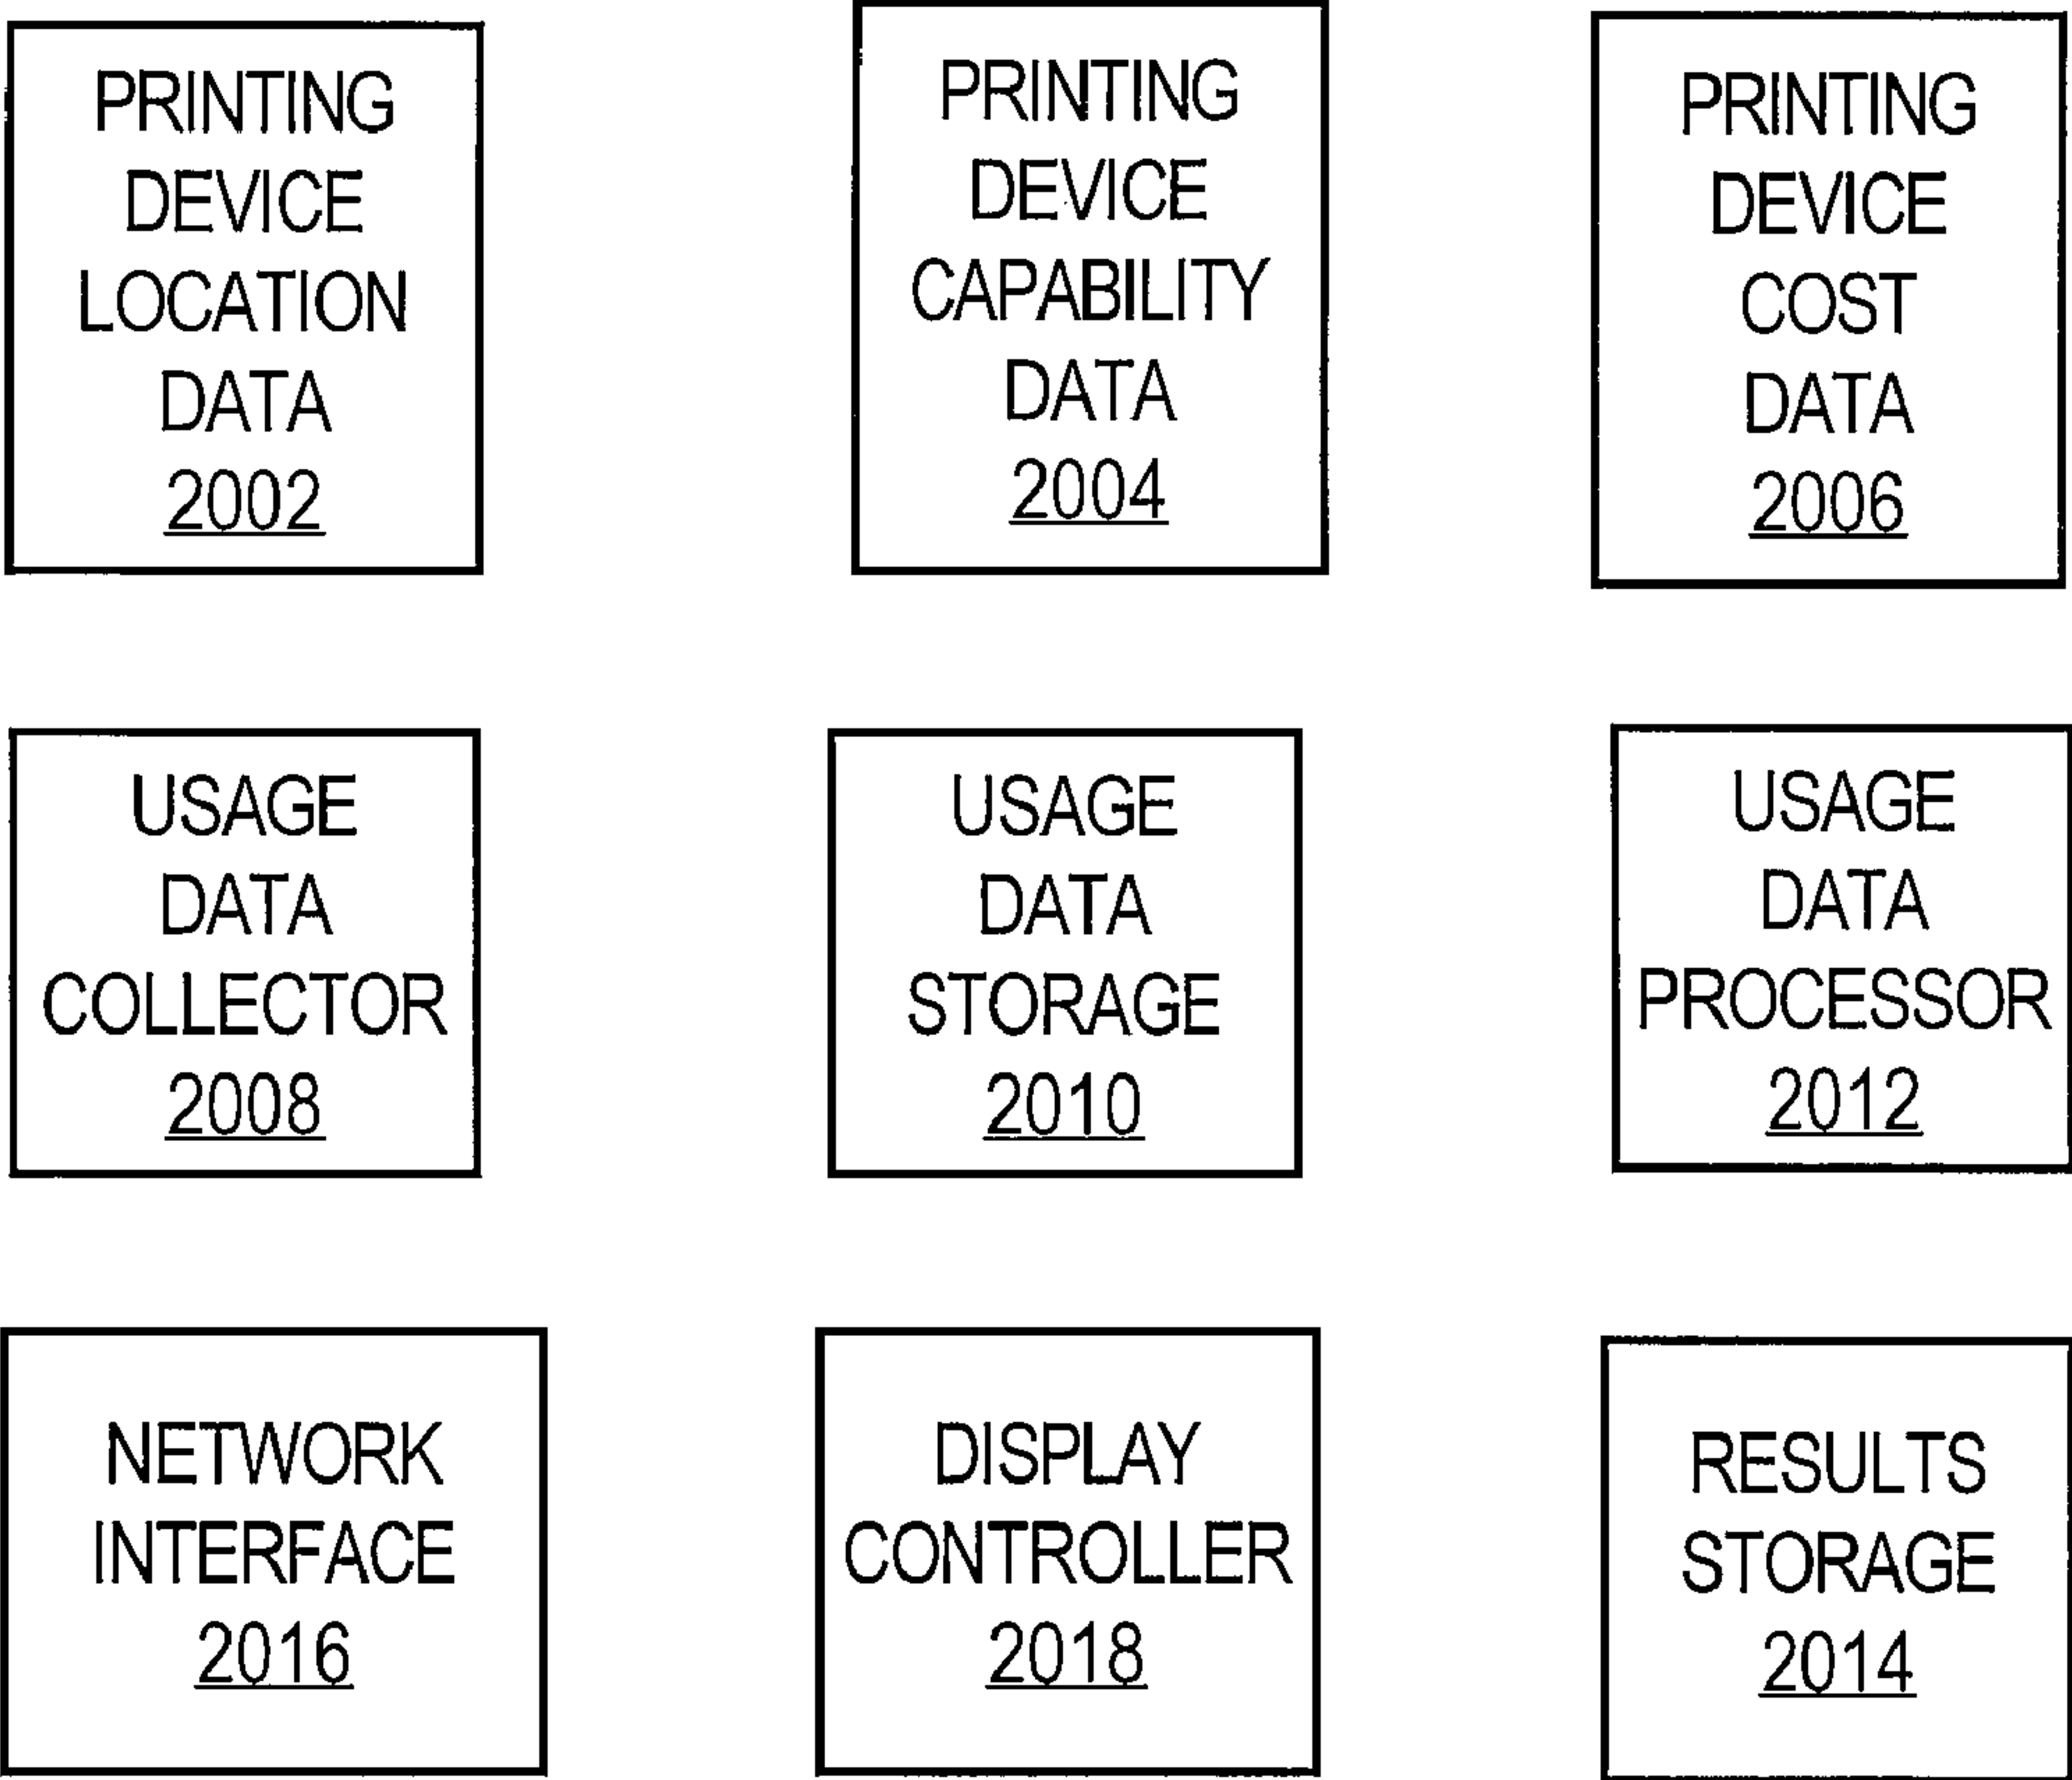 PRINTING
DEVICE
LOCATION
DATA
2002
PRINTING
DEVICE
CAPABILITY
DATA
2004
PRINTING
DEVICE
COST
DATA
2006
USAGE
DATA
COLLECTOR
2008
USAGE
DATA
STORAGE
2010
USAGE
DATA
PROCESSOR
2012
NETWORK
INTERFACE
2016
DISPLAY
CONTROLLER
2018
RESULTS
STORAGE
2014